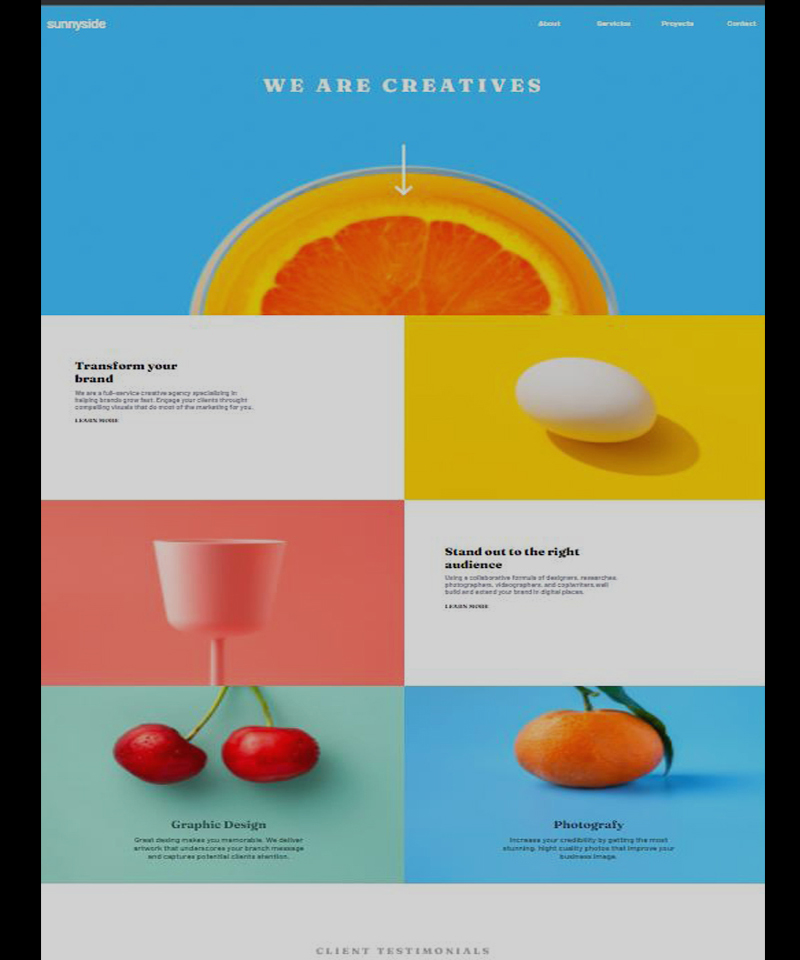 sunnyside
About Servicios Proyects Contact
WE ARE CREATIVES
Transform your
brand
We are a full-service creative agency specializing in
helping brands grow fast. Engage your clients throught
compelling visuals that do most of the marketing for you.
LEARN MORE
Stand out to the right
audience
Using a collaborative formula of designers, researches,
photographers, videographers, and copiwriters,well
build and extend your brand in digital places.
LEARN MORE
Graphic Design
Great desing makes you memorable. We deliver
artwork that underscores your branch message
and captures potential clients atention.
Photografy
Increase your credibility by getting the most
stunning, hight cuality photos that improve your
business image.
CLIENT TESTIMONIALS